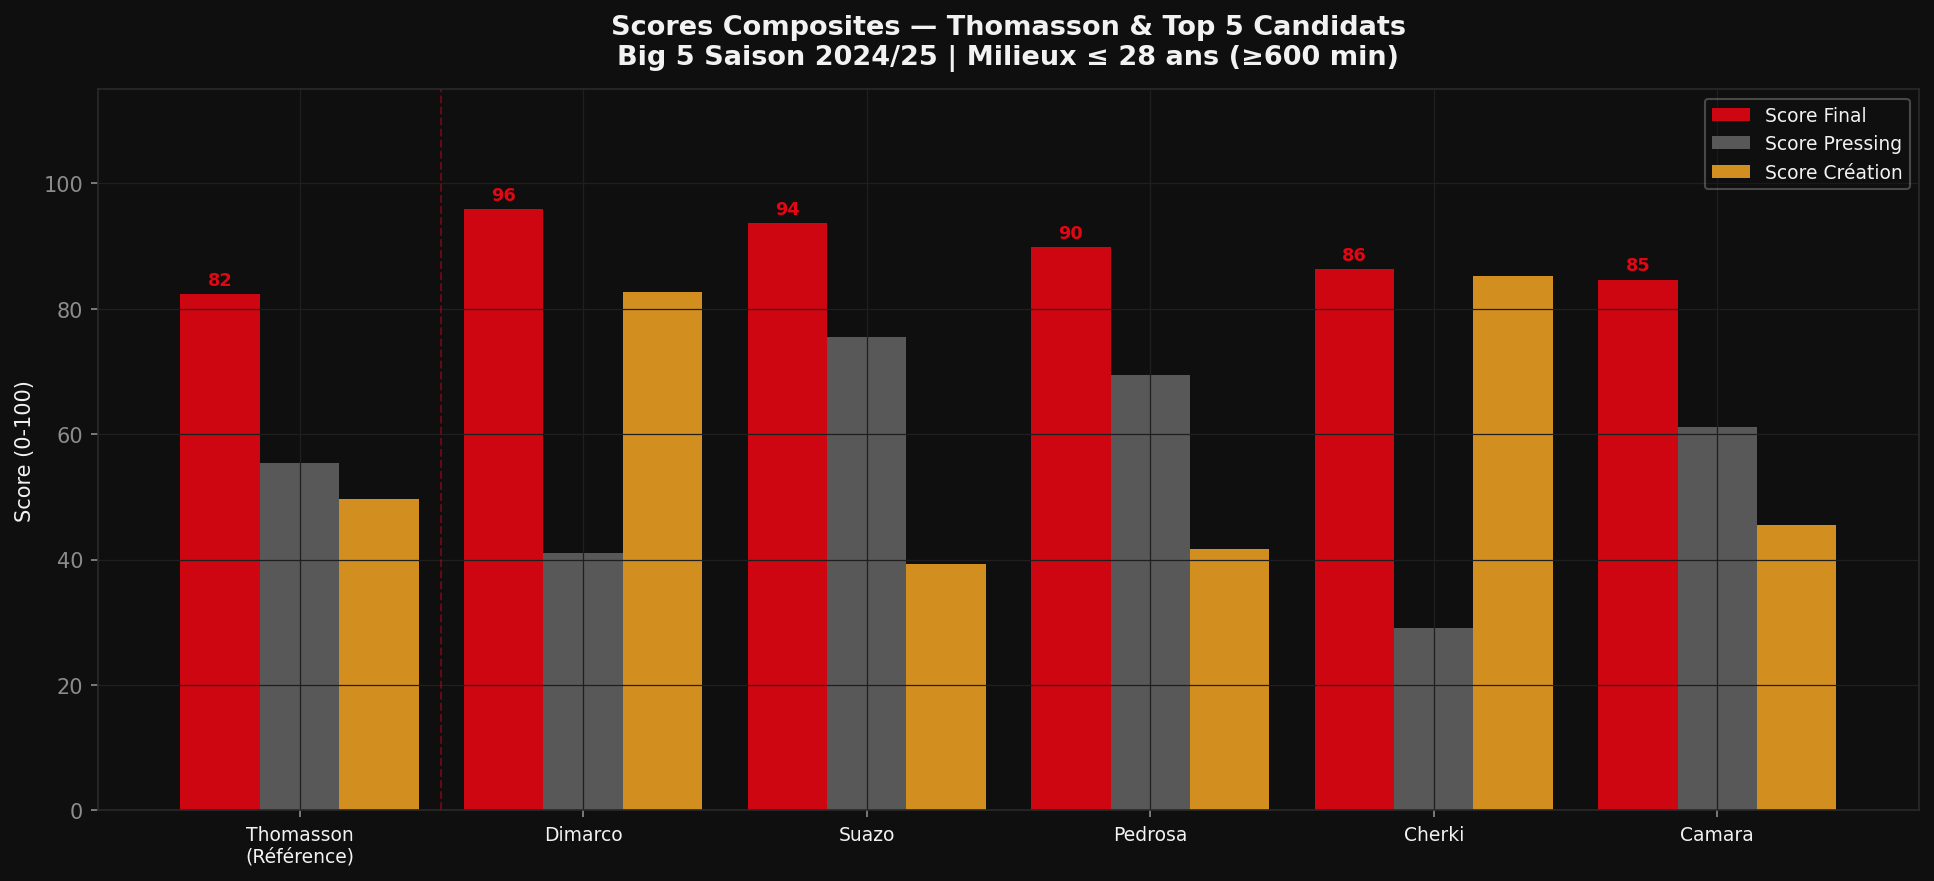 Scores Composites — Thomasson & Top 5 Candidats
Big 5 Saison 2024/25 | Milieux ≤ 28 ans (≥600 min)
Score Final
Score Pressing
Score Création
Score (0-100)
100
80
60
40
20
0
82
96
94
90
86
85
Thomasson
(Référence)
Dimarco
Suazo
Pedrosa
Cherki
Camara